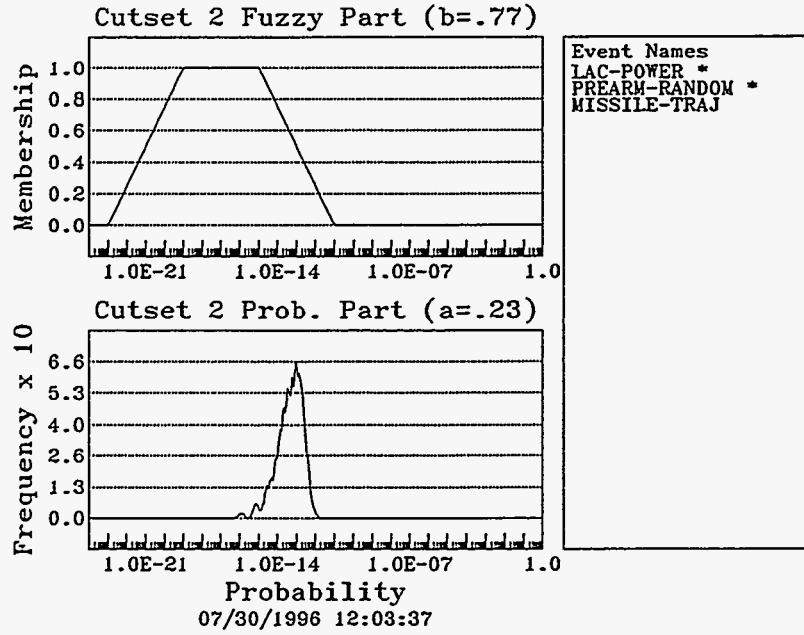 Cutset 2 Fuzzy Part (b=.77)
Membership
1.0
0.8
0.6
0.4
0.2
0.0
1.0E-21 1.0E-14 1.0E-07 1.0
Cutset 2 Prob. Part (a=.23)
Frequency x 10
6.6
5.3
4.0
2.6
1.3
0.0
1.0E-21 1.0E-14 1.0E-07 1.0
Probability
07/30/1996 12:03:37
Event Names
LAC-POWER *
PREARM-RANDOM *
MISSILE-TRAJ